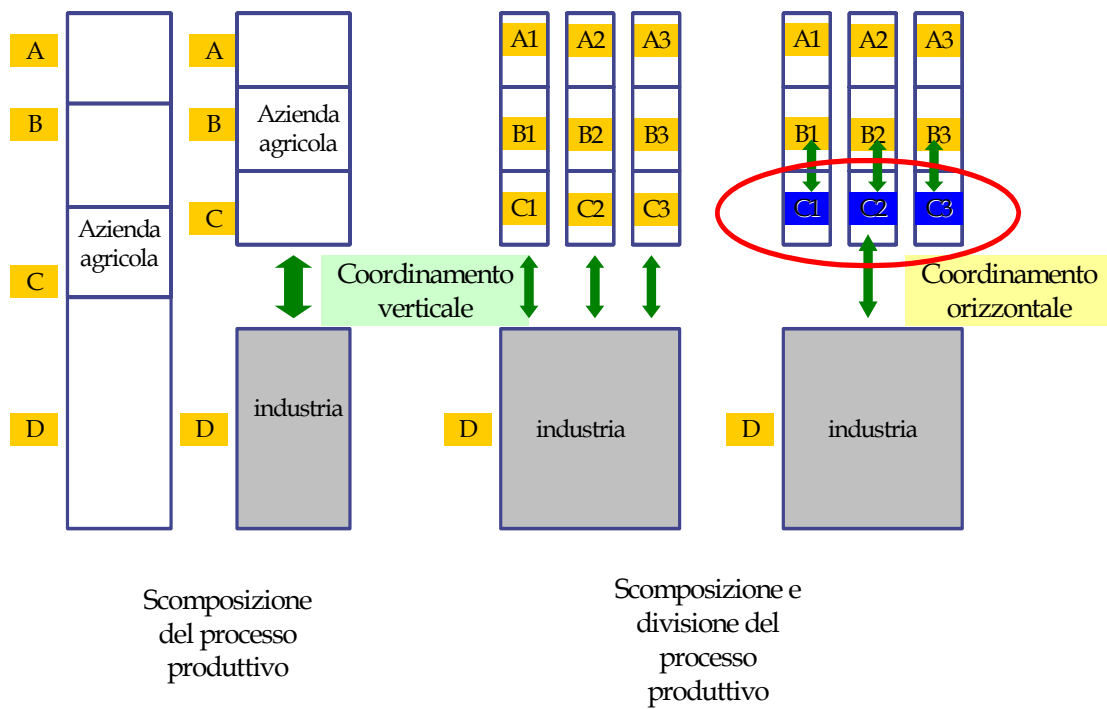 A
B
C
D
Azienda
agricola
A
B
C
D
Azienda
agricola
industria
Coordinamento
verticale
A1 A2 A3
B1 B2 B3
C1 C2 C3
D
industria
A1 A2 A3
B1 B2 B3
C1 C2 C3
Coordinamento
orizzontale
D
industria
Scomposizione
del processo
produttivo
Scomposizione e
divisione del
processo
produttivo